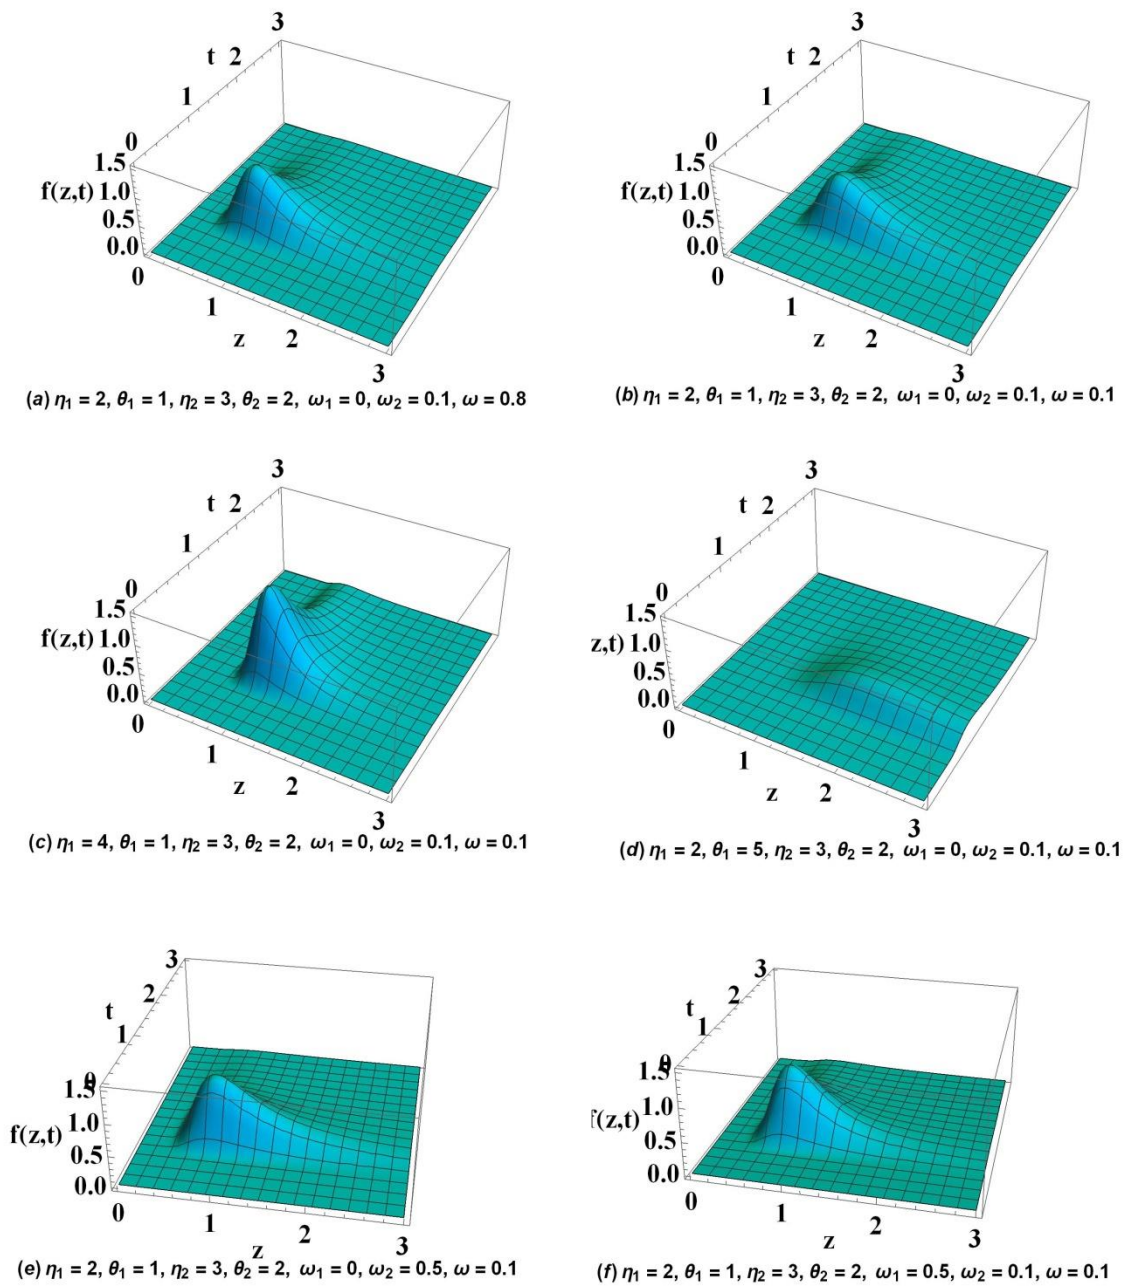 3
t 2
1
0
1.5
f(z,t) 1.0
0.5
0.0
0
1
z 2
3
(a) η₁ = 2, θ₁ = 1, η₂ = 3, θ₂ = 2, ω₁ = 0, ω₂ = 0.1, ω = 0.8
3
t 2
1
0
1.5
f(z,t) 1.0
0.5
0.0
0
1
z 2
3
(b) η₁ = 2, θ₁ = 1, η₂ = 3, θ₂ = 2, ω₁ = 0, ω₂ = 0.1, ω = 0.1
3
t 2
1
0
1.5
f(z,t) 1.0
0.5
0.0
0
1
z 2
3
(c) η₁ = 4, θ₁ = 1, η₂ = 3, θ₂ = 2, ω₁ = 0, ω₂ = 0.1, ω = 0.1
3
t 2
1
0
1.5
z,t) 1.0
0.5
0.0
0
1
z 2
3
(d) η₁ = 2, θ₁ = 5, η₂ = 3, θ₂ = 2, ω₁ = 0, ω₂ = 0.1, ω = 0.1
3
2
t
1
0
1.5
1.0
f(z,t)
0.5
0.0
0
1
2
z
3
(e) η₁ = 2, θ₁ = 1, η₂ = 3, θ₂ = 2, ω₁ = 0, ω₂ = 0.5, ω = 0.1
3
2
t
1
0
1.5
1.0
f(z,t)
0.5
0.0
0
1
2
z
3
(f) η₁ = 2, θ₁ = 1, η₂ = 3, θ₂ = 2, ω₁ = 0.5, ω₂ = 0.1, ω = 0.1